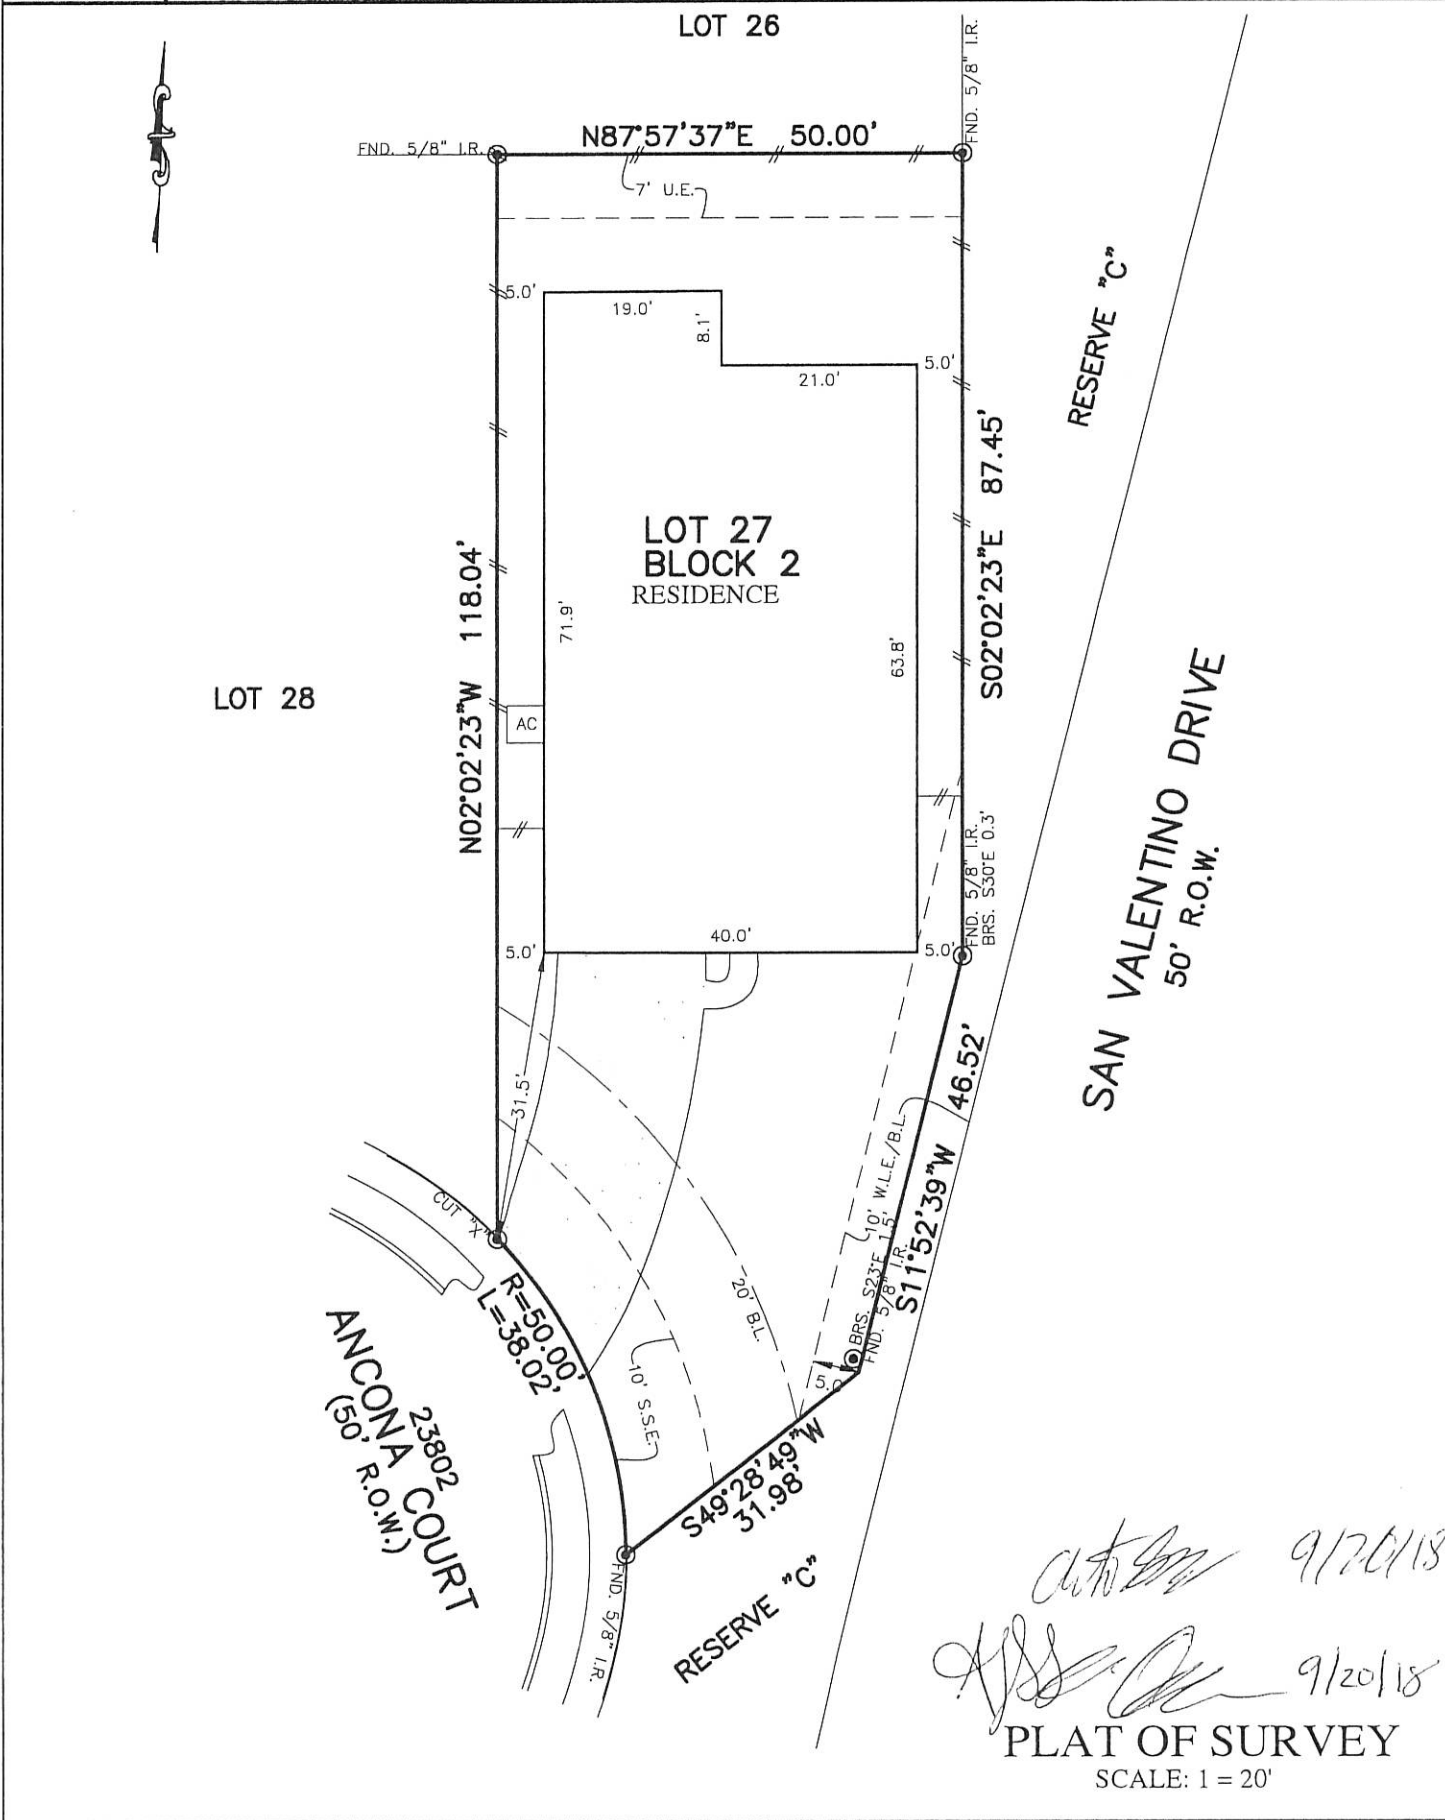 LOT 26
FND. 5/8" I.R.
FND. 5/8" I.R.
N87°57'37"E 50.00'
7' U.E.
5.0'
19.0'
8.1'
5.0'
21.0'
RESERVE "C"
S02°02'23"E 87.45'
LOT 27
BLOCK 2
RESIDENCE
N02°02'23"W 118.04'
71.9'
63.8'
LOT 28
AC
SAN VALENTINO DRIVE
50' R.O.W.
FND. 5/8" I.R.
BRS. S30°E 0.3'
5.0'
40.0'
5.0'
31.5'
S11°52'39"W 46.52'
10' W.L.E./B.L.
CUT "X"
BRS. S23°E 1.5'
FND. 5/8" I.R.
R=50.00'
L=38.02'
20' B.L.
10' S.S.E.
5.0
23802
ANCONA COURT
(50' R.O.W.)
S49°28'49"W
31.98'
FND. 5/8" I.R.
RESERVE "C"
9/20/18
9/20/18
PLAT OF SURVEY
SCALE: 1 = 20'